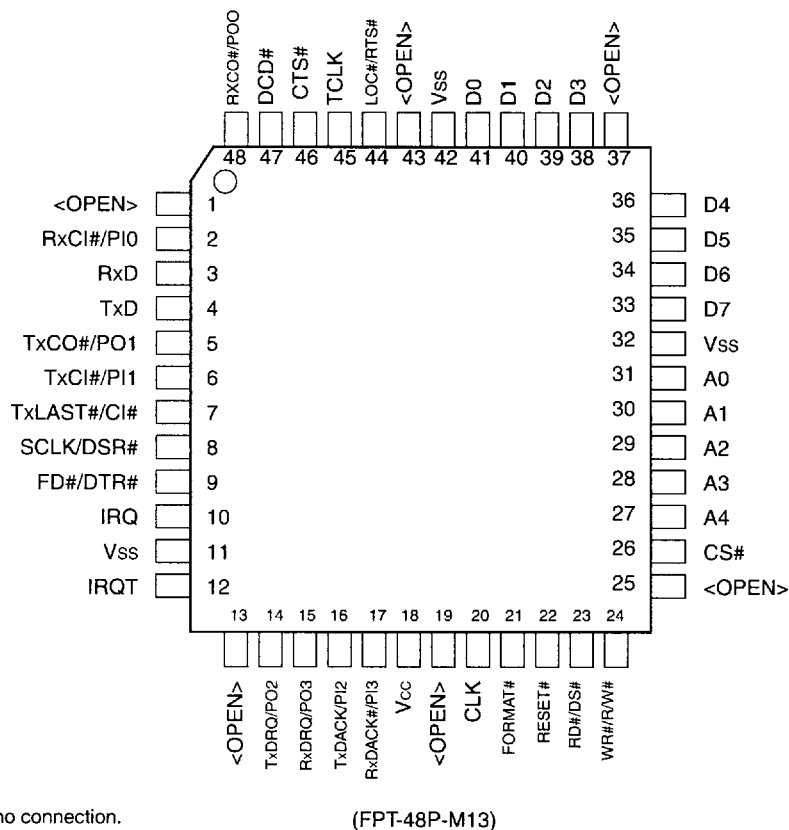 RXCO#/POO
DCD#
CTS#
TCLK
LOC#/RTS#
<OPEN>
Vss
D0
D1
D2
D3
<OPEN>
48 47 46 45 44 43 42 41 40 39 38 37
<OPEN> 1
RxCI#/PI0 2
RxD 3
TxD 4
TxCO#/PO1 5
TxCI#/PI1 6
TxLAST#/CI# 7
SCLK/DSR# 8
FD#/DTR# 9
IRQ 10
Vss 11
IRQT 12
36 D4
35 D5
34 D6
33 D7
32 Vss
31 A0
30 A1
29 A2
28 A3
27 A4
26 CS#
25 <OPEN>
13 14 15 16 17 18 19 20 21 22 23 24
<OPEN>
TxDRQ/PO2
RxDRQ/PO3
TxDACK/PI2
RxDACK#/PI3
Vcc
<OPEN>
CLK
FORMAT#
RESET#
RD#/DS#
WR#/R/W#
no connection.
(FPT-48P-M13)